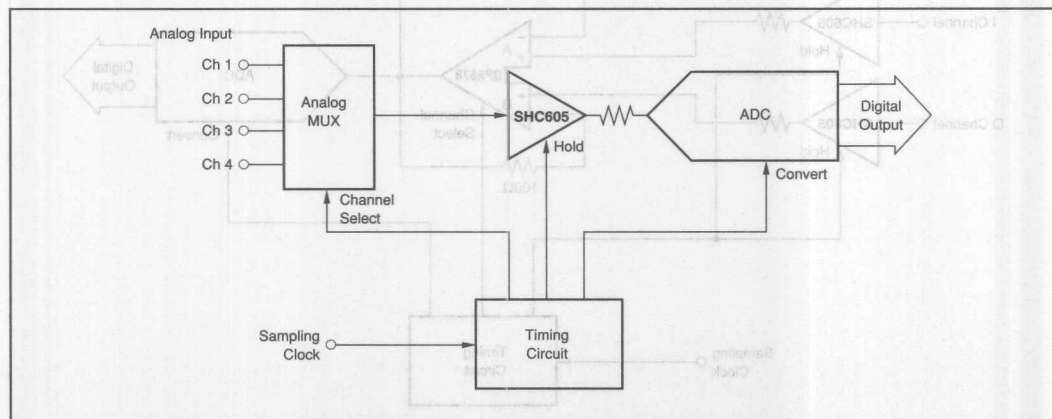 Analog Input
Ch 1
Ch 2
Ch 3
Ch 4
Analog
MUX
SHC605
ADC
Digital
Output
Hold
Convert
Channel
Select
Sampling
Clock
Timing
Circuit